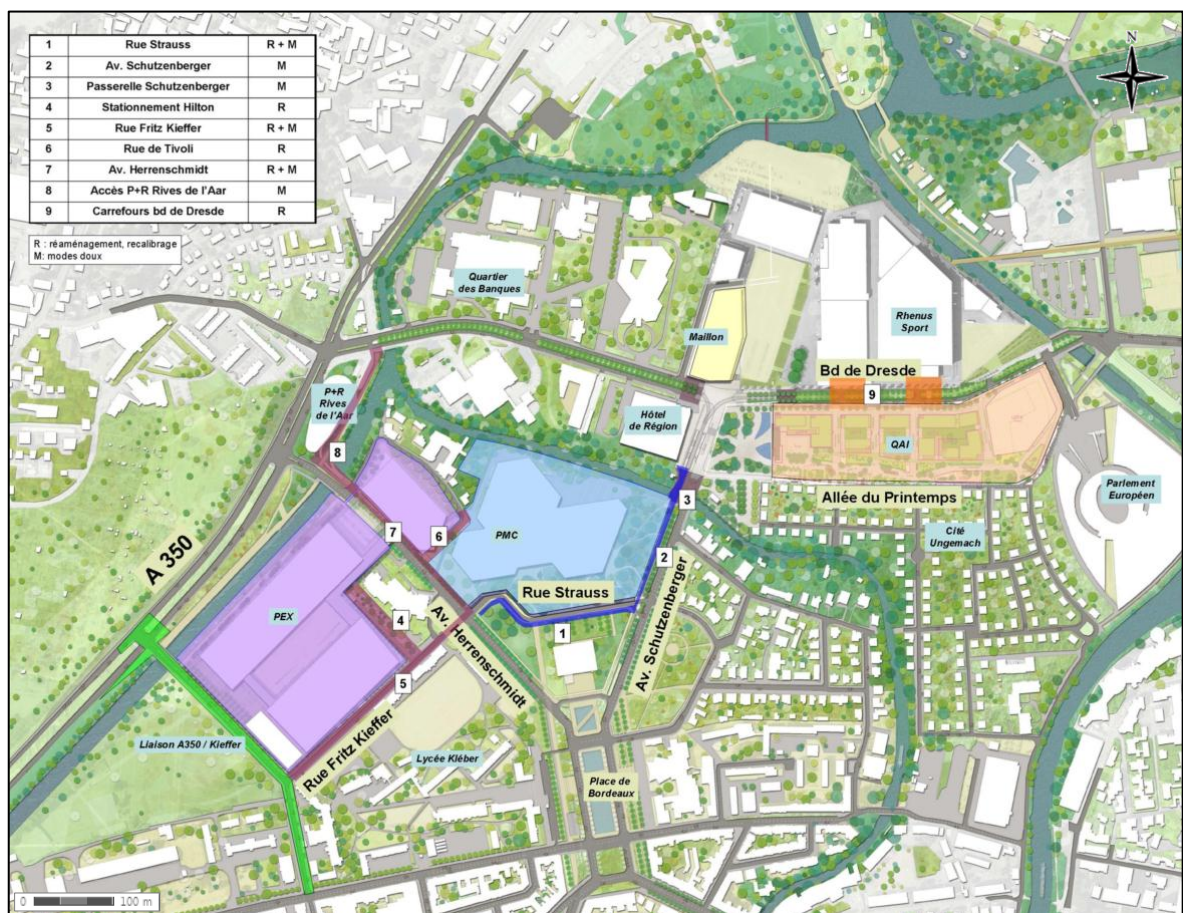 1 Rue Strauss R + M
2 Av. Schutzenberger M
3 Passerelle Schutzenberger M
4 Stationnement Hilton R
5 Rue Fritz Kieffer R + M
6 Rue de Tivoli R
7 Av. Herrenschmidt R + M
8 Accès P+R Rives de l'Aar M
9 Carrefours bd de Dresde R
R : réaménagement, recalibrage
M: modes doux
N
Quartier
des Banques
Maillon
Rhenus
Sport
Bd de Dresde
9
P+R
Rives
de l'Aar
Hôtel
de Région
QAI
8
Parlement
Européen
Allée du Printemps
3
7
6
PMC
Cité
Ungemach
2
A 350
Rue Strauss
Av. Schutzenberger
PEX
4
Av. Herrenschmidt
1
5
Liaison A350 / Kieffer
Rue Fritz Kieffer
Lycée Kléber
Place de
Bordeaux
0 100 m